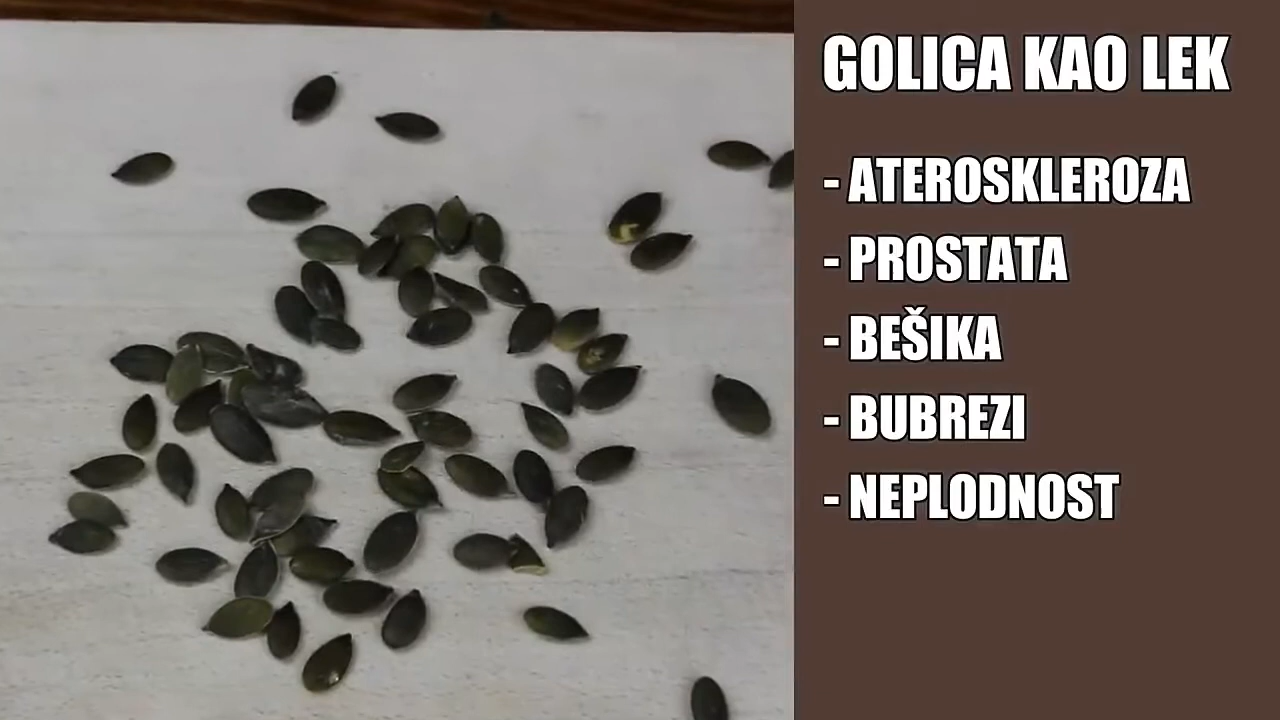 GOLICA KAO LEK
- ATEROSKLEROZA
- PROSTATA
- BEŠIKA
- BUBREZI
- NEPLODNOST